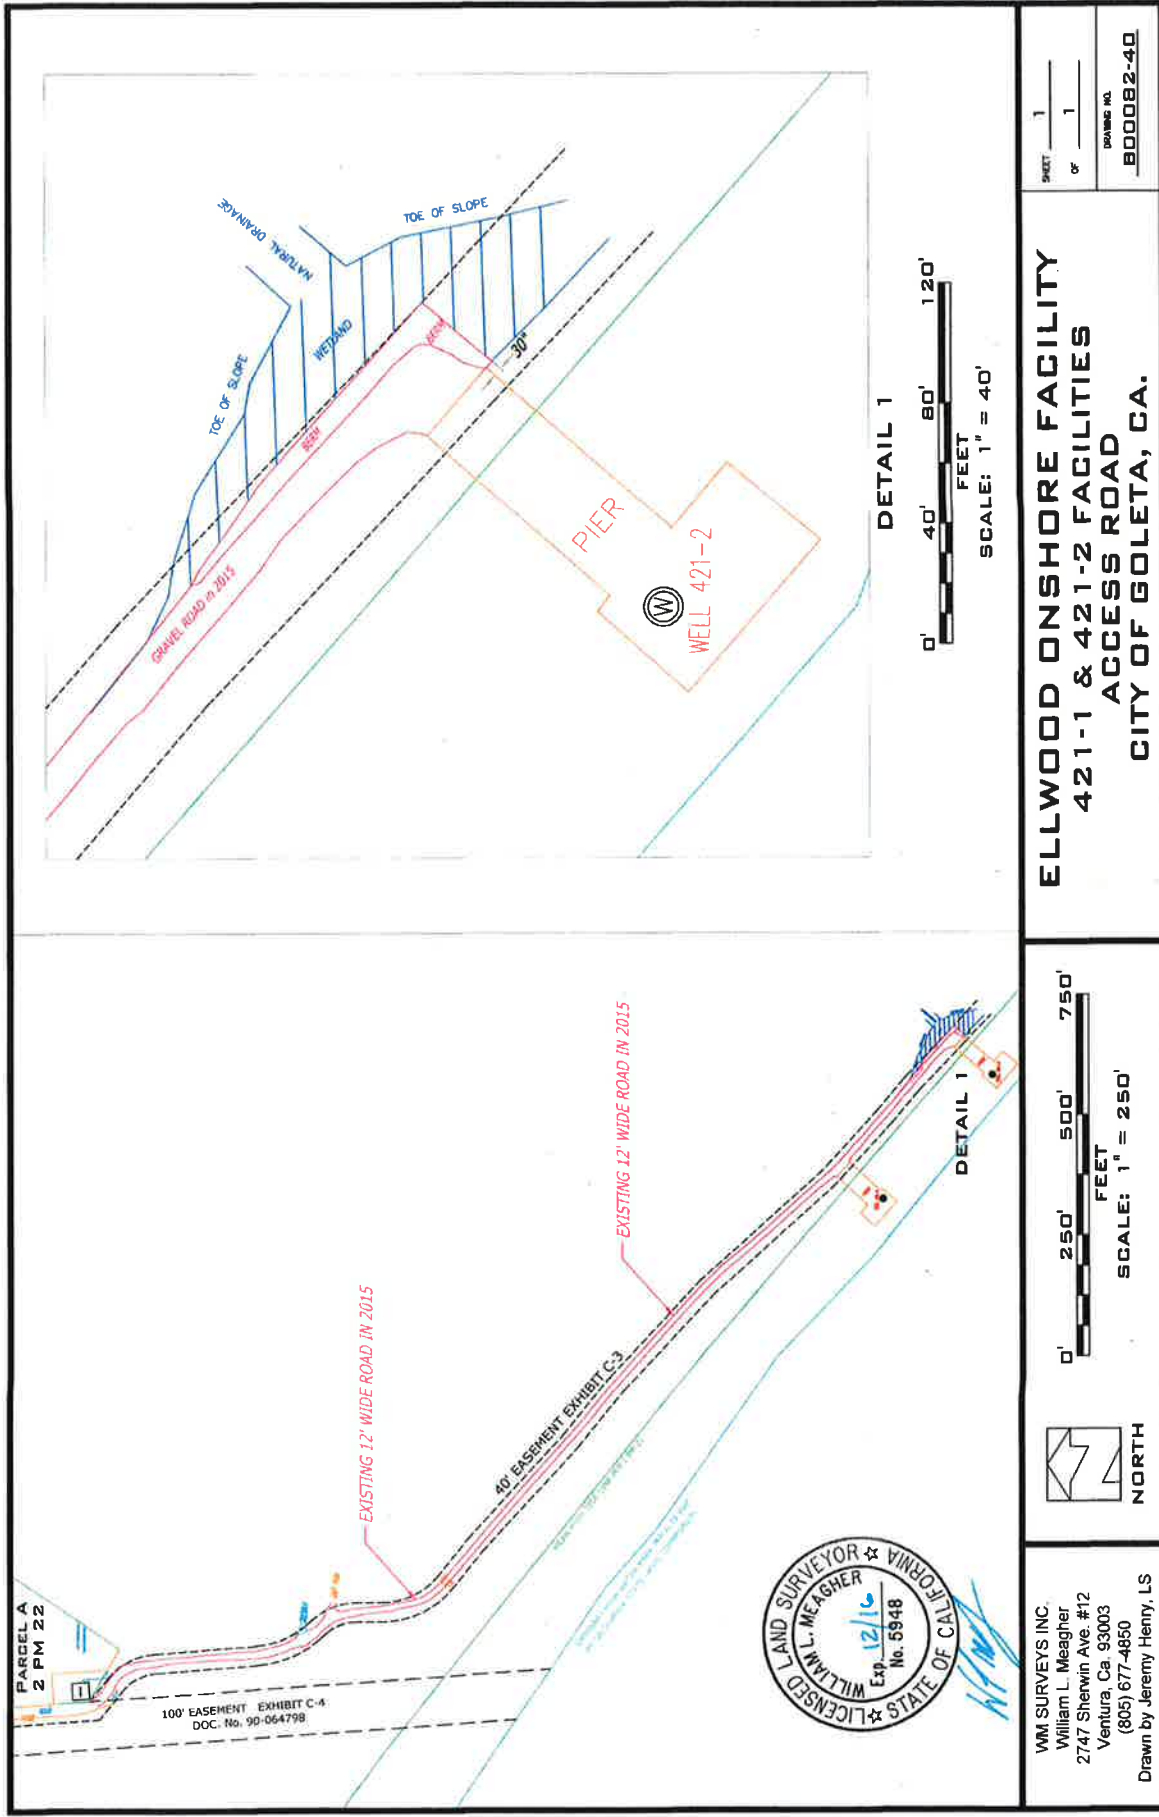 PARCEL A
2 PM 22
100' EASEMENT EXHIBIT C-4
DOC. No. 90-064798
EXISTING 12' WIDE ROAD IN 2015
40' EASEMENT EXHIBIT C-3
EXISTING 12' WIDE ROAD IN 2015
DETAIL 1
LICENSED LAND SURVEYOR
WILLIAM L. MEAGHER
Exp. 12/16
No. 5948
STATE OF CALIFORNIA
TOE OF SLOPE
NATURAL DRAINAGE
TOE OF SLOPE
WETLAND
BERM
BERM
GRAVEL ROAD in 2015
30"
PIER
W
WELL 421-2
DETAIL 1
0' 40' 80' 120'
FEET
SCALE: 1" = 40'
WM SURVEYS INC.
William L. Meagher
2747 Sherwin Ave. #12
Ventura, Ca. 93003
(805) 677-4850
Drawn by Jeremy Henry, LS
NORTH
0' 250' 500' 750'
FEET
SCALE: 1" = 250'
ELLWOOD ONSHORE FACILITY
421-1 & 421-2 FACILITIES
ACCESS ROAD
CITY OF GOLETA, CA.
SHEET 1
OF 1
DRAWING NO.
B00082-40